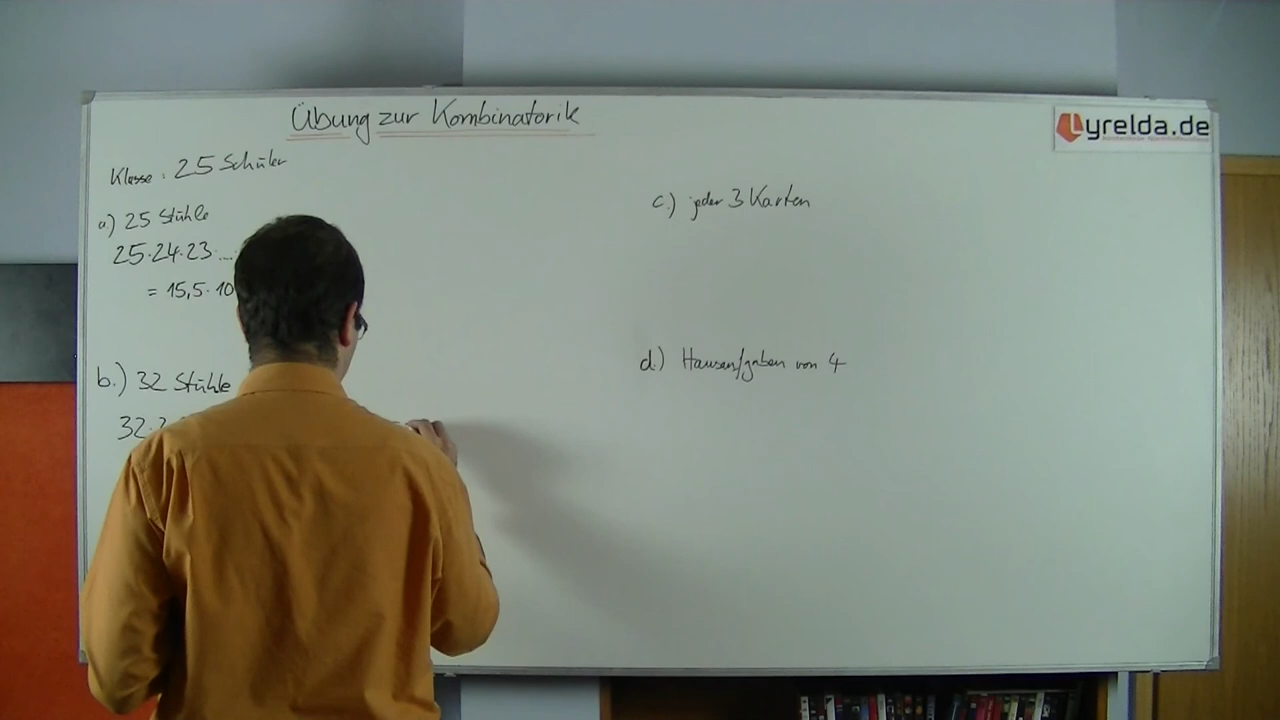 Übung zur Kombinatorik
Lyrelda.de
Klasse: 25 Schüler
a) 25 Stühle
25·24·23·....
= 15,5·10
b.) 32 Stühle
32·
c.) jeder 3 Karten
d.) Hausaufgaben von 4